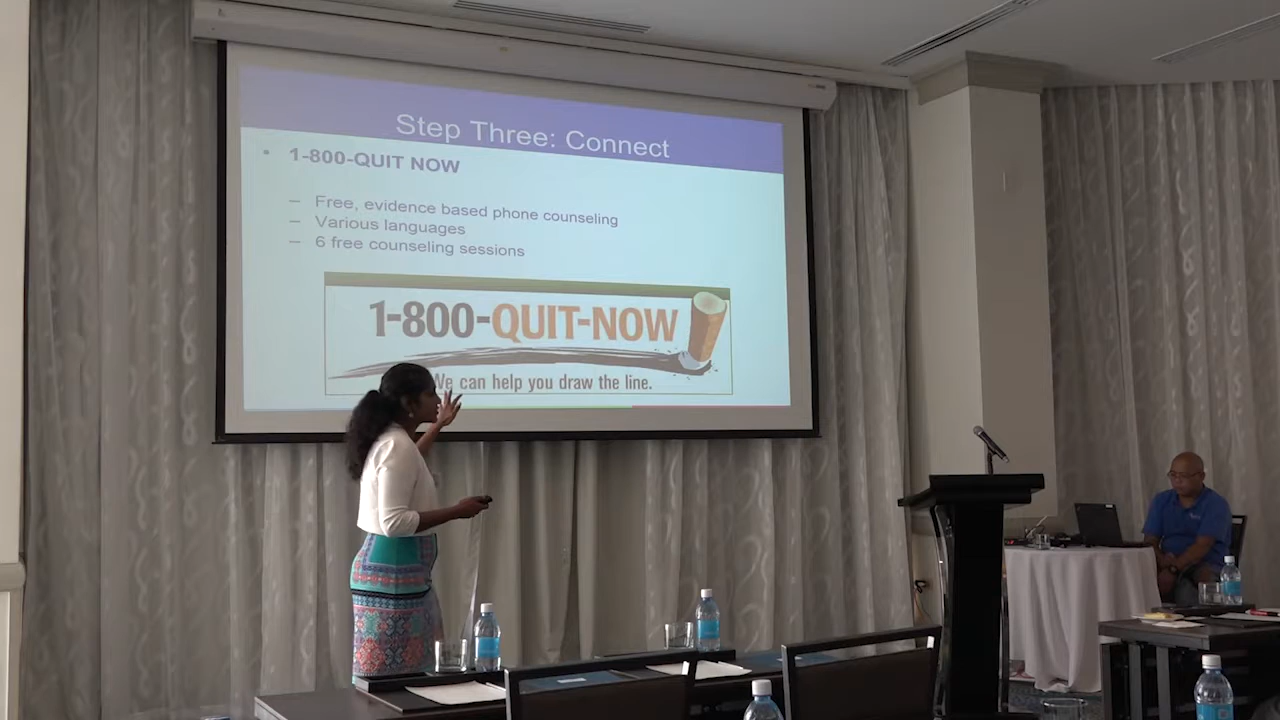 Step Three: Connect
▪ 1-800-QUIT NOW
– Free, evidence based phone counseling
– Various languages
– 6 free counseling sessions
1-800-QUIT-NOW
We can help you draw the line.